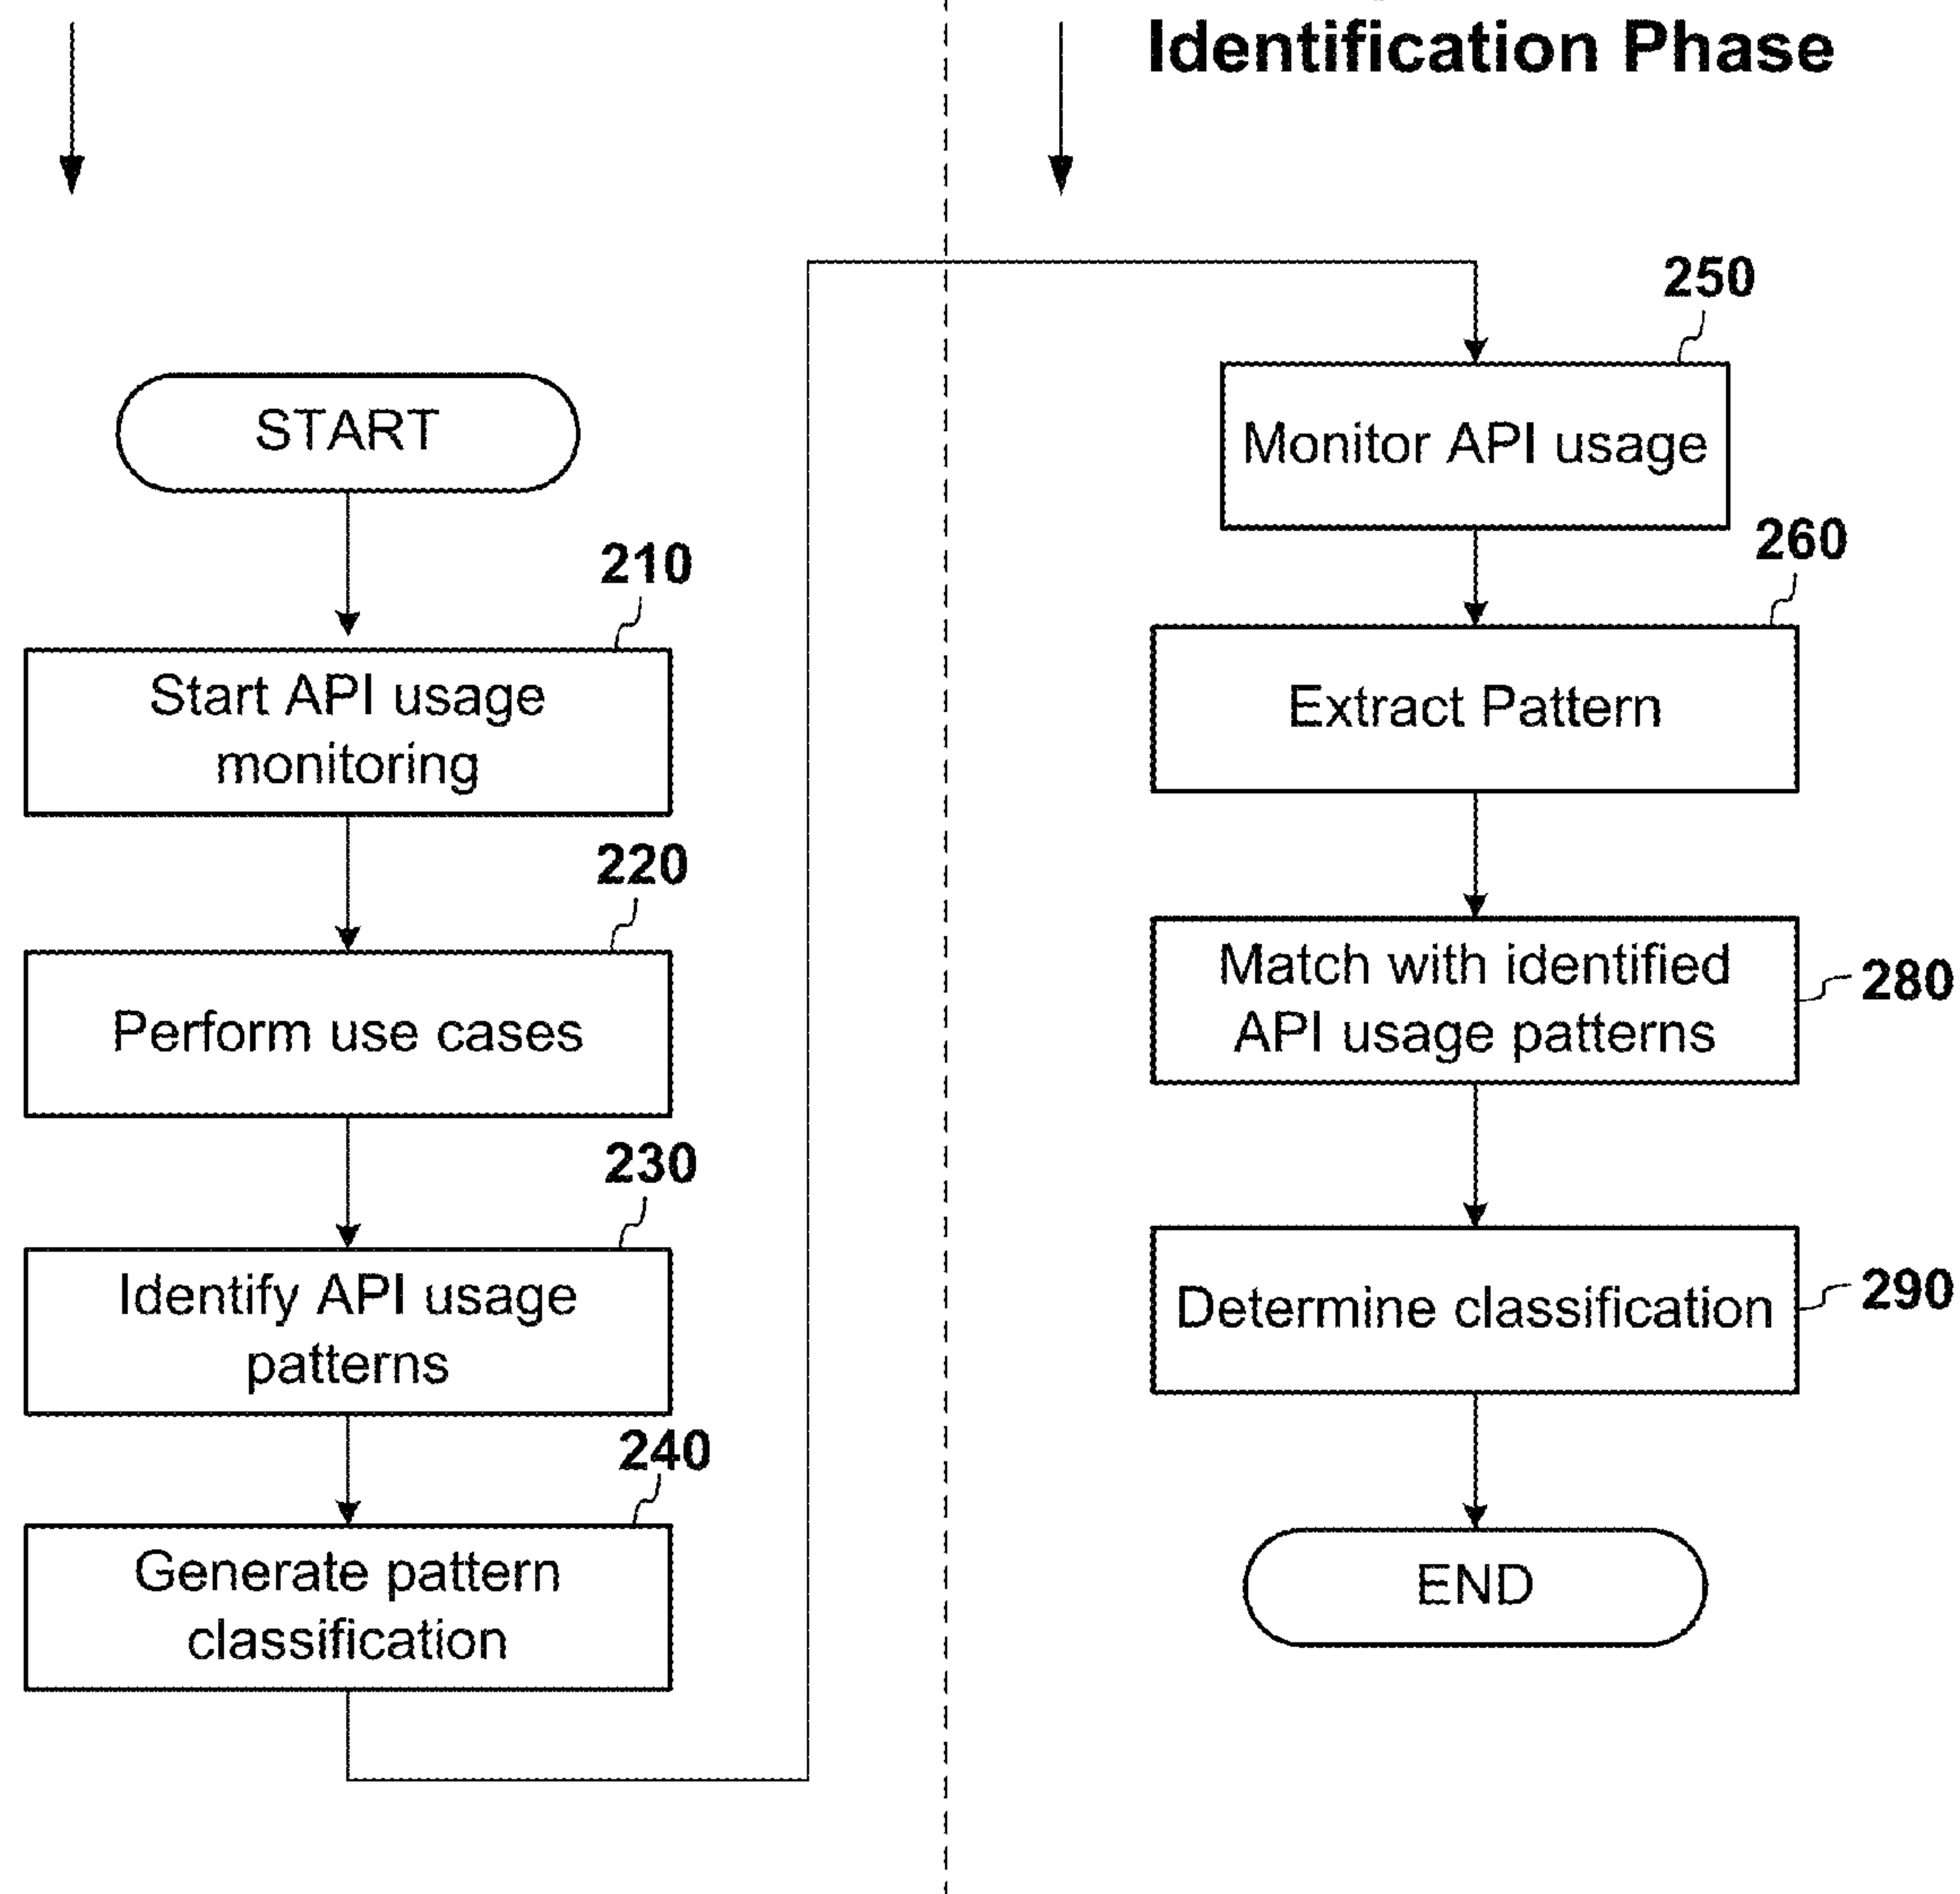 Identification Phase
START
210
Start API usage
monitoring
220
Perform use cases
230
Identify API usage
patterns
240
Generate pattern
classification
250
Monitor API usage
260
Extract Pattern
Match with identified
API usage patterns
280
Determine classification
290
END